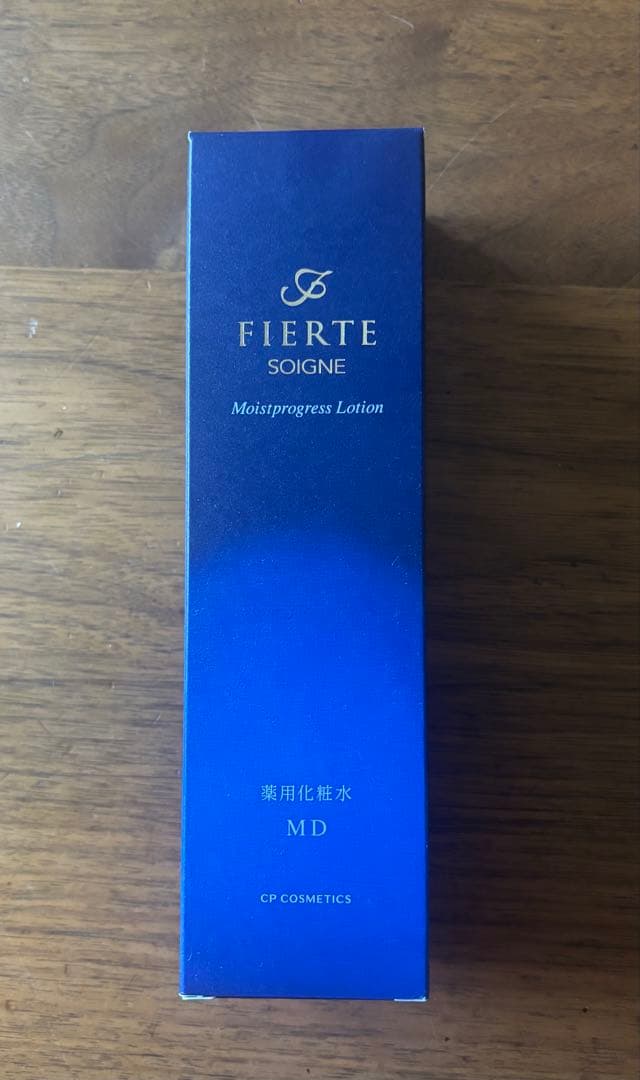 FIERTE
SOIGNE
Moistprogress Lotion
薬用化粧水
MD
CP COSMETICS